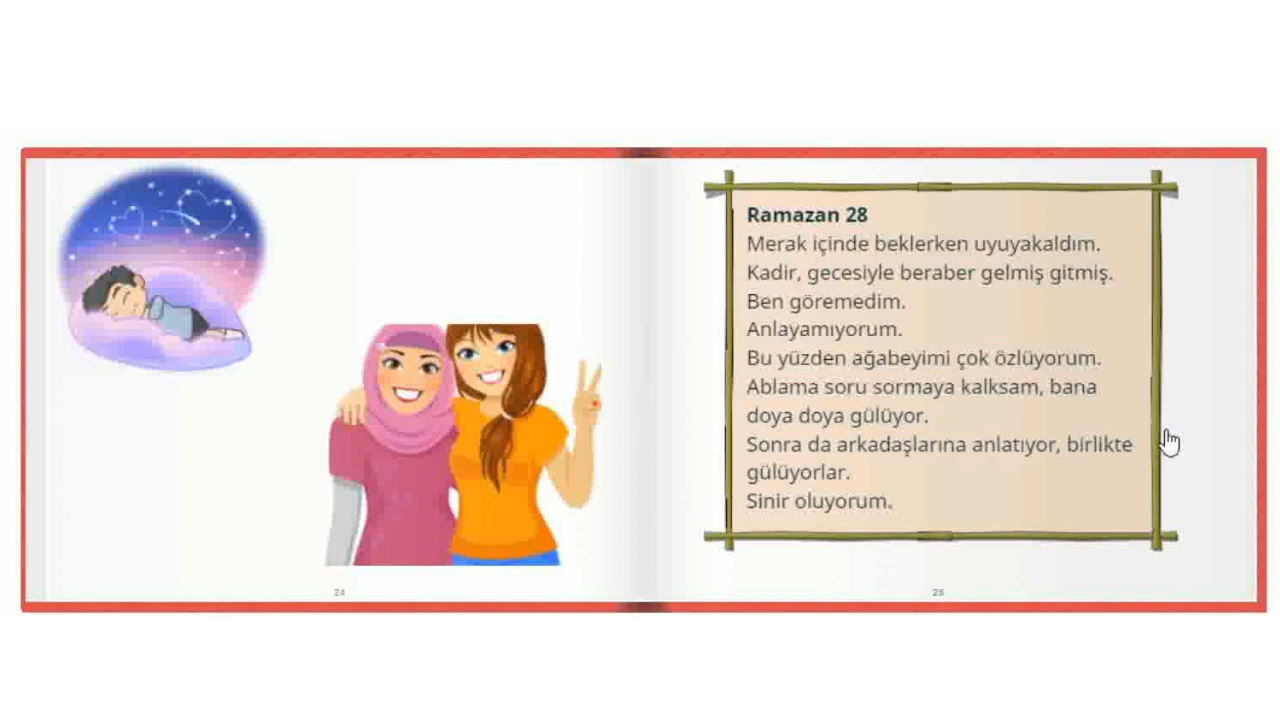 Ramazan 28
Merak içinde beklerken uyuyakaldım.
Kadir, gecesiyle beraber gelmiş gitmiş.
Ben göremedim.
Anlayamıyorum.
Bu yüzden ağabeyimi çok özlüyorum.
Ablama soru sormaya kalksam, bana
doya doya gülüyor.
Sonra da arkadaşlarına anlatıyor, birlikte
gülüyorlar.
Sinir oluyorum.
24
25